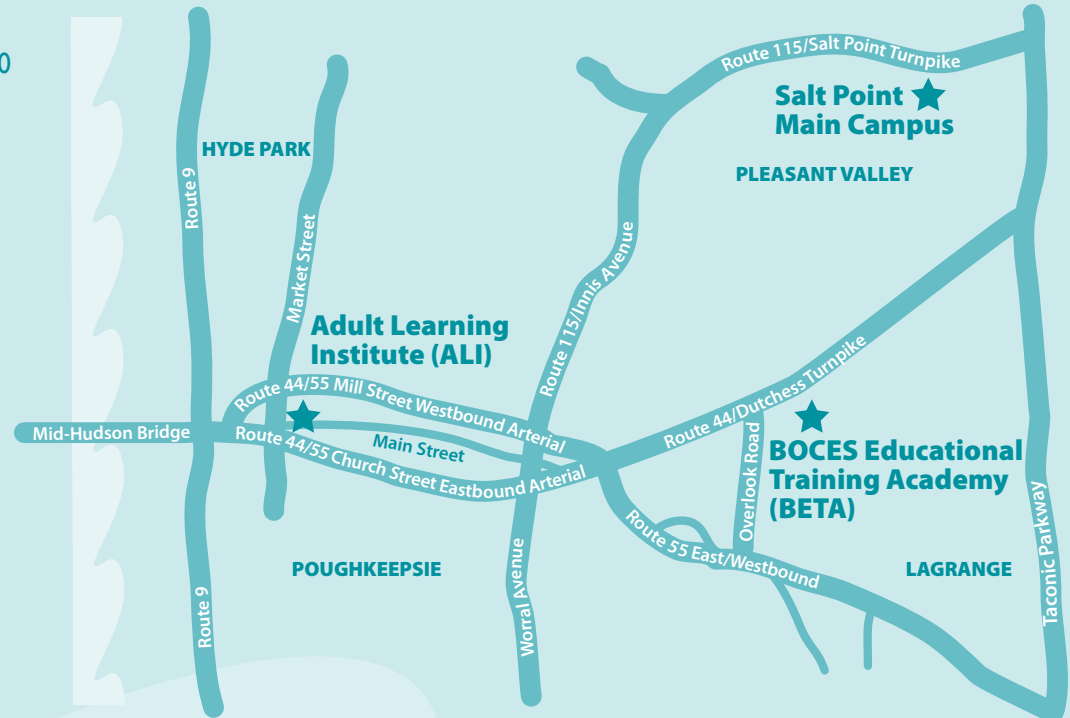 0
Route 115/Salt Point Turnpike
Salt Point
Main Campus
HYDE PARK
PLEASANT VALLEY
Route 9
Market Street
Route 115/Innis Avenue
Adult Learning
Institute (ALI)
Route 44/55 Mill Street Westbound Arterial
Route 44/Dutchess Turnpike
Mid-Hudson Bridge
Main Street
Route 44/55 Church Street Eastbound Arterial
Overlook Road
BOCES Educational
Training Academy
(BETA)
Route 55 East/Westbound
Taconic Parkway
POUGHKEEPSIE
LAGRANGE
Worral Avenue
Route 9